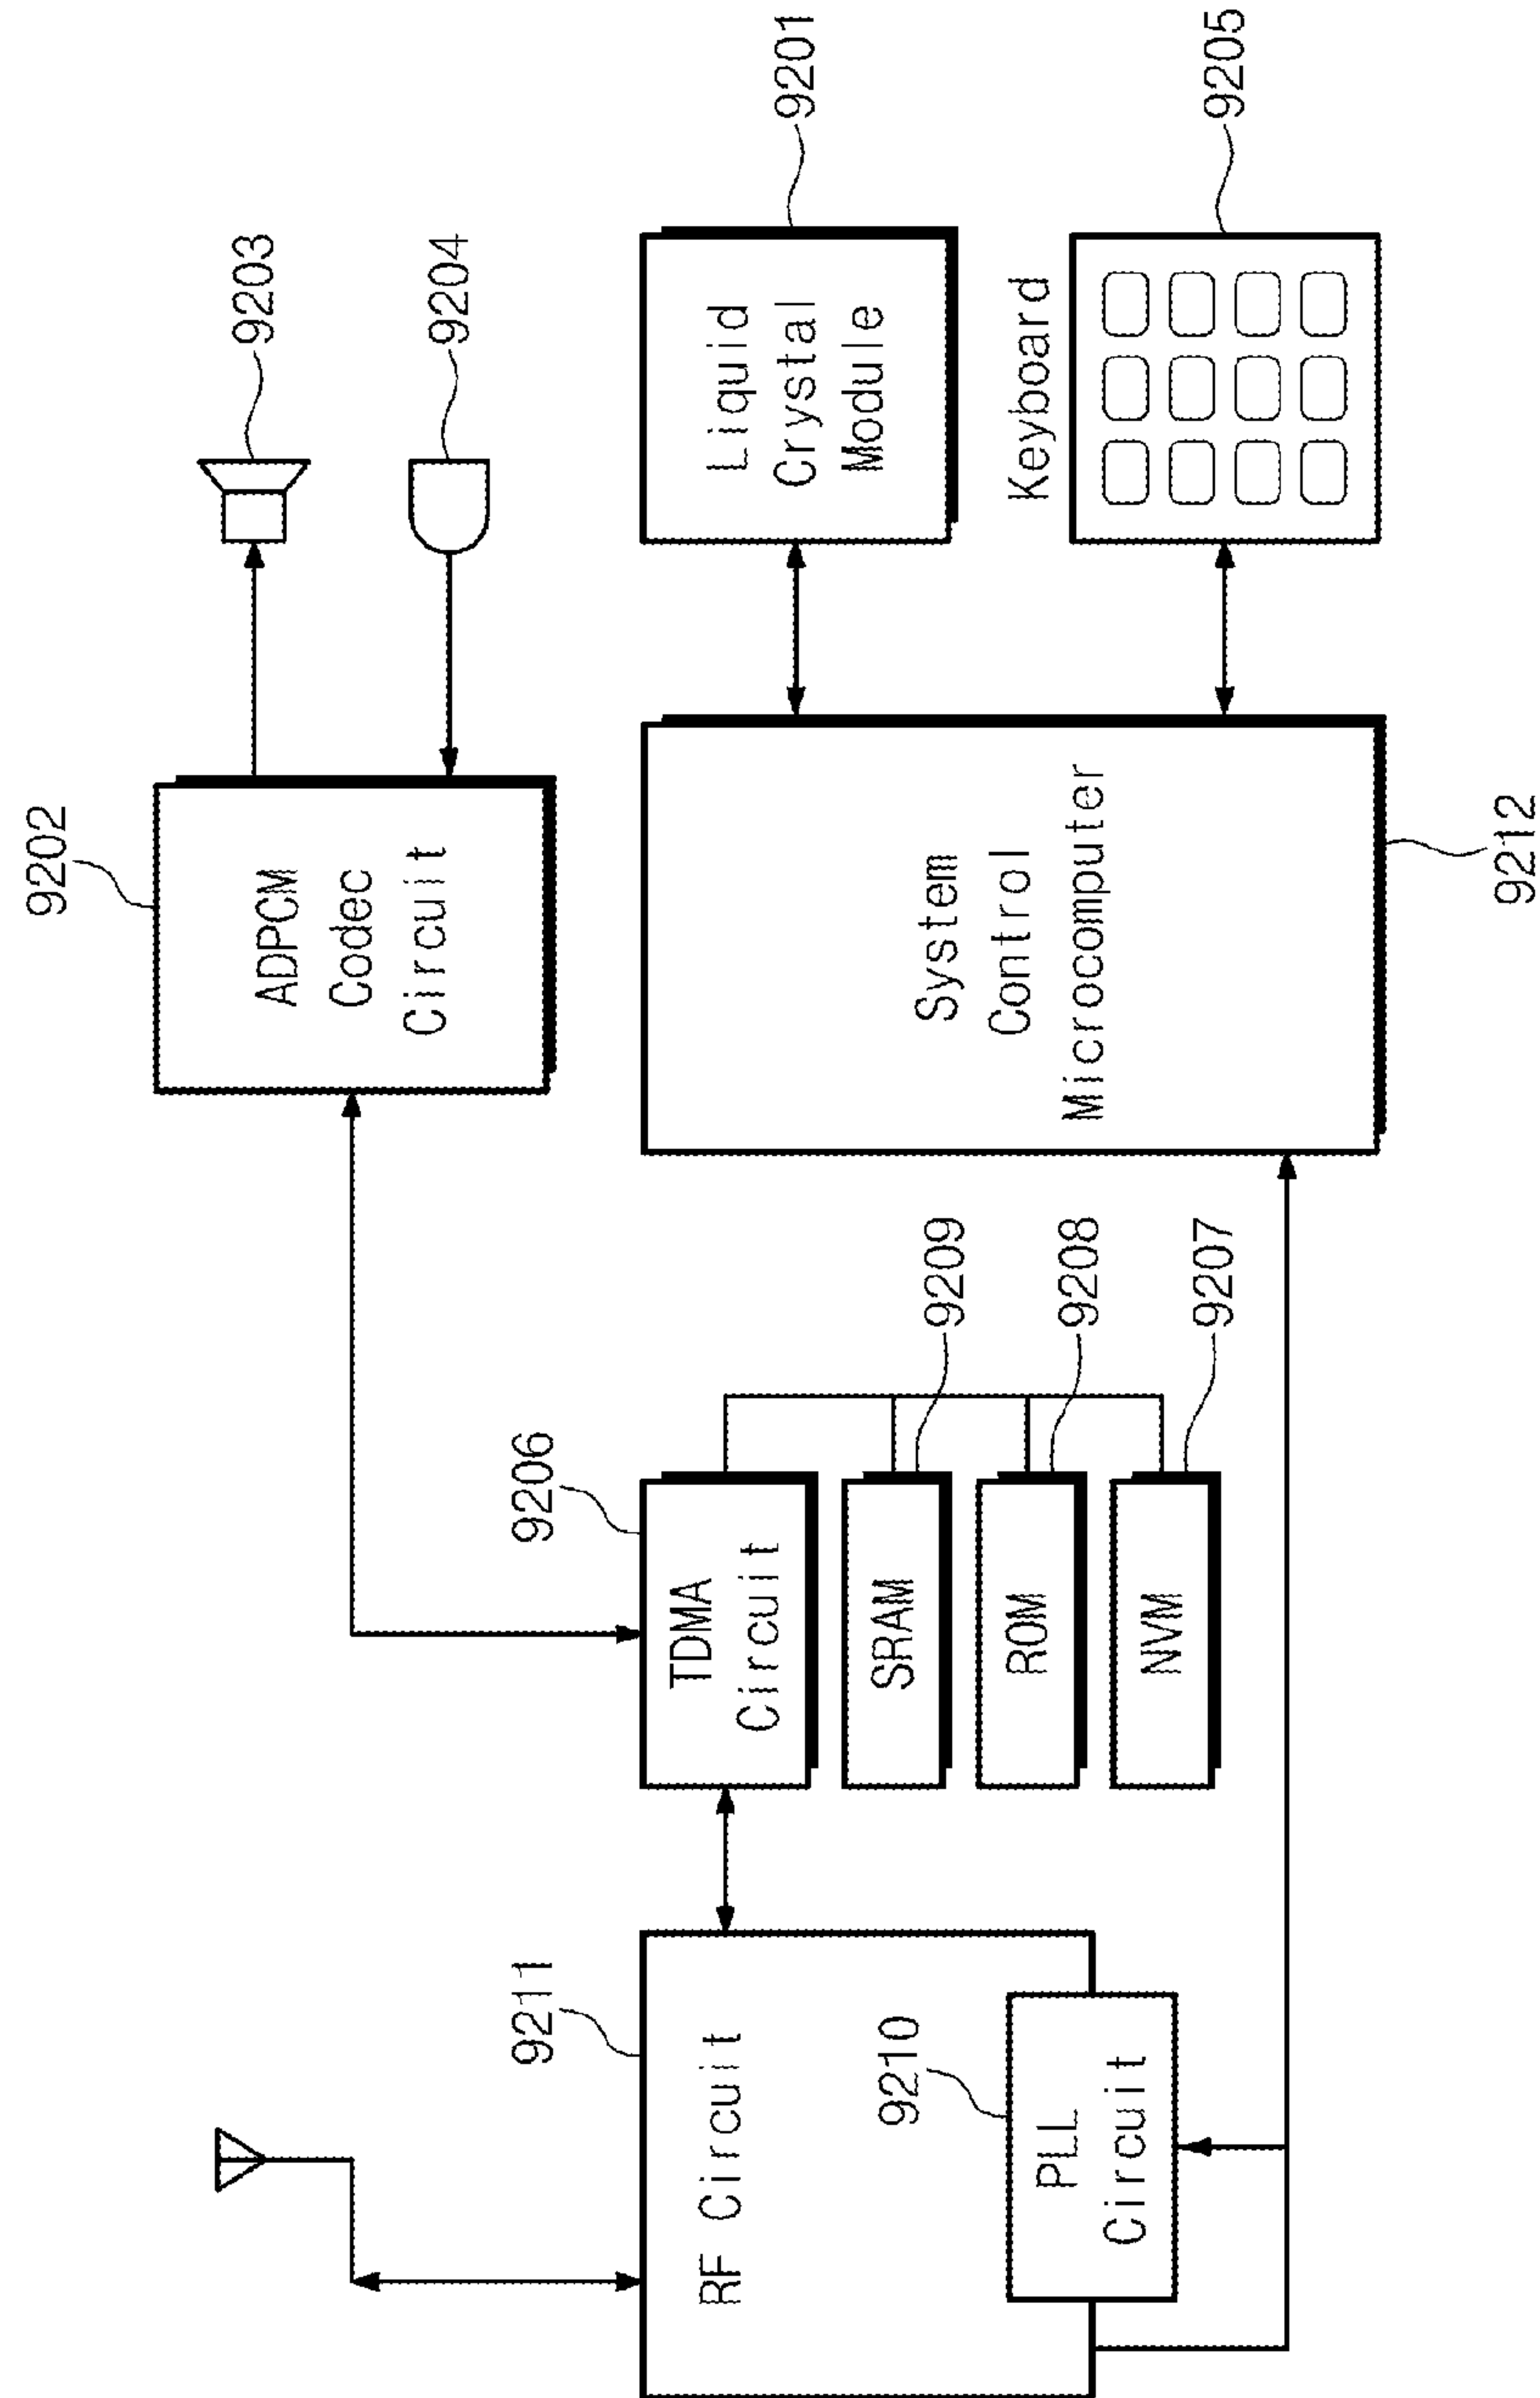 9202
ADPCM
Codec
Circuit
9203
9204
9211
RF Circuit
9210
PLL
Circuit
9206
TDMA
Circuit
SRAM
9209
ROM
9208
NVM
9207
System
Control
Microcomputer
9212
Liquid
Crystal
Module
9201
Keyboard
9205